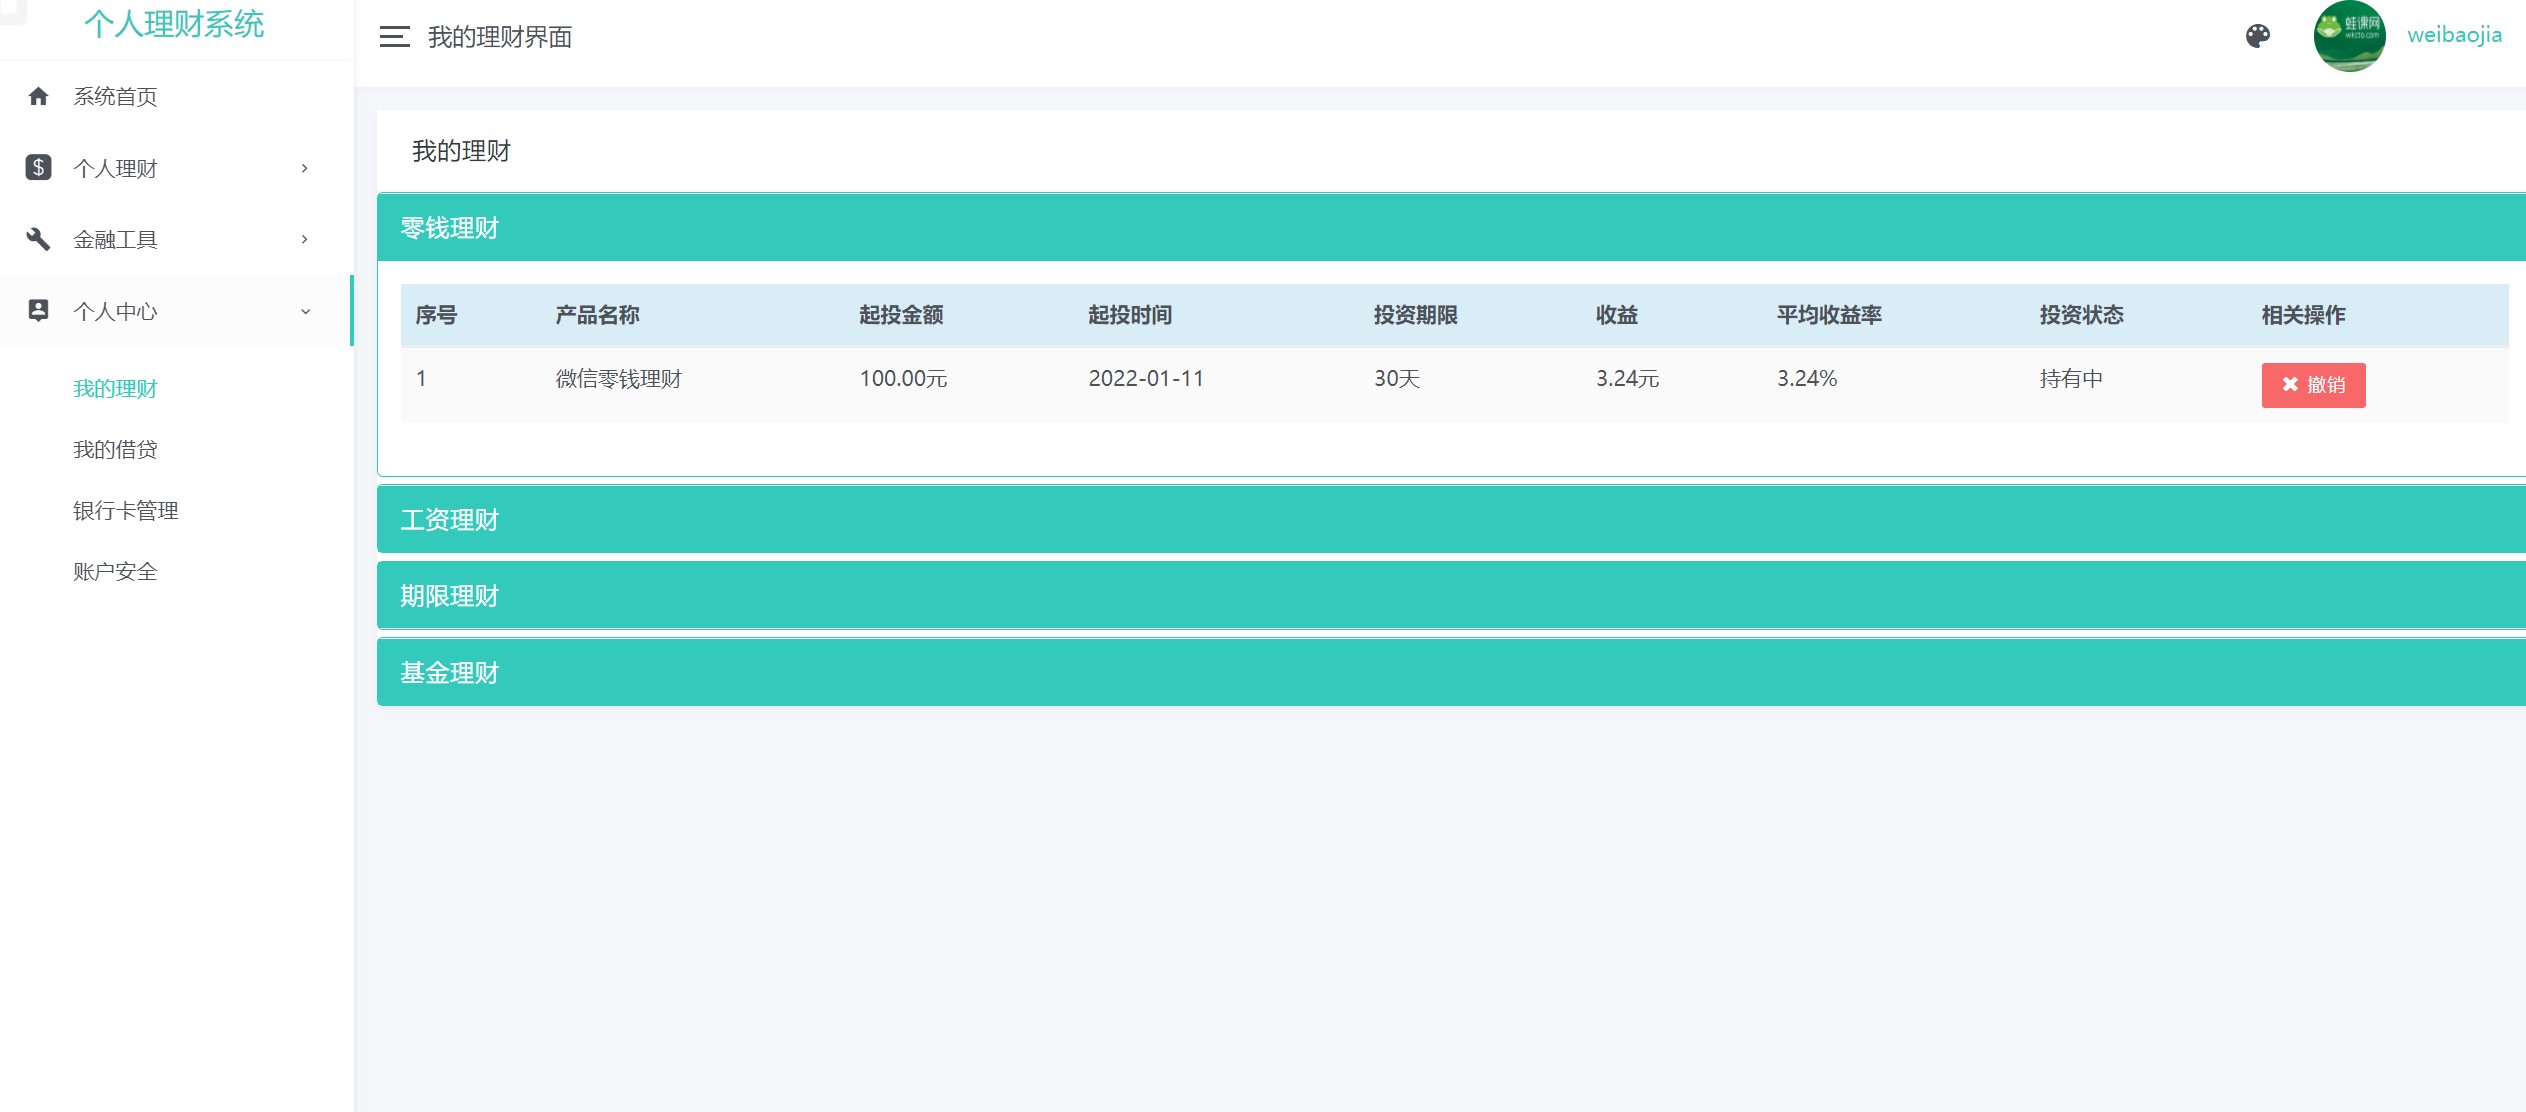 个人理财系统
我的理财界面
蛙课网
wkcto.com
weibaojia
系统首页
个人理财
金融工具
个人中心
我的理财
我的借贷
银行卡管理
账户安全
我的理财
零钱理财
序号 产品名称 起投金额 起投时间 投资期限 收益 平均收益率 投资状态 相关操作
1 微信零钱理财 100.00元 2022-01-11 30天 3.24元 3.24% 持有中 撤销
工资理财
期限理财
基金理财